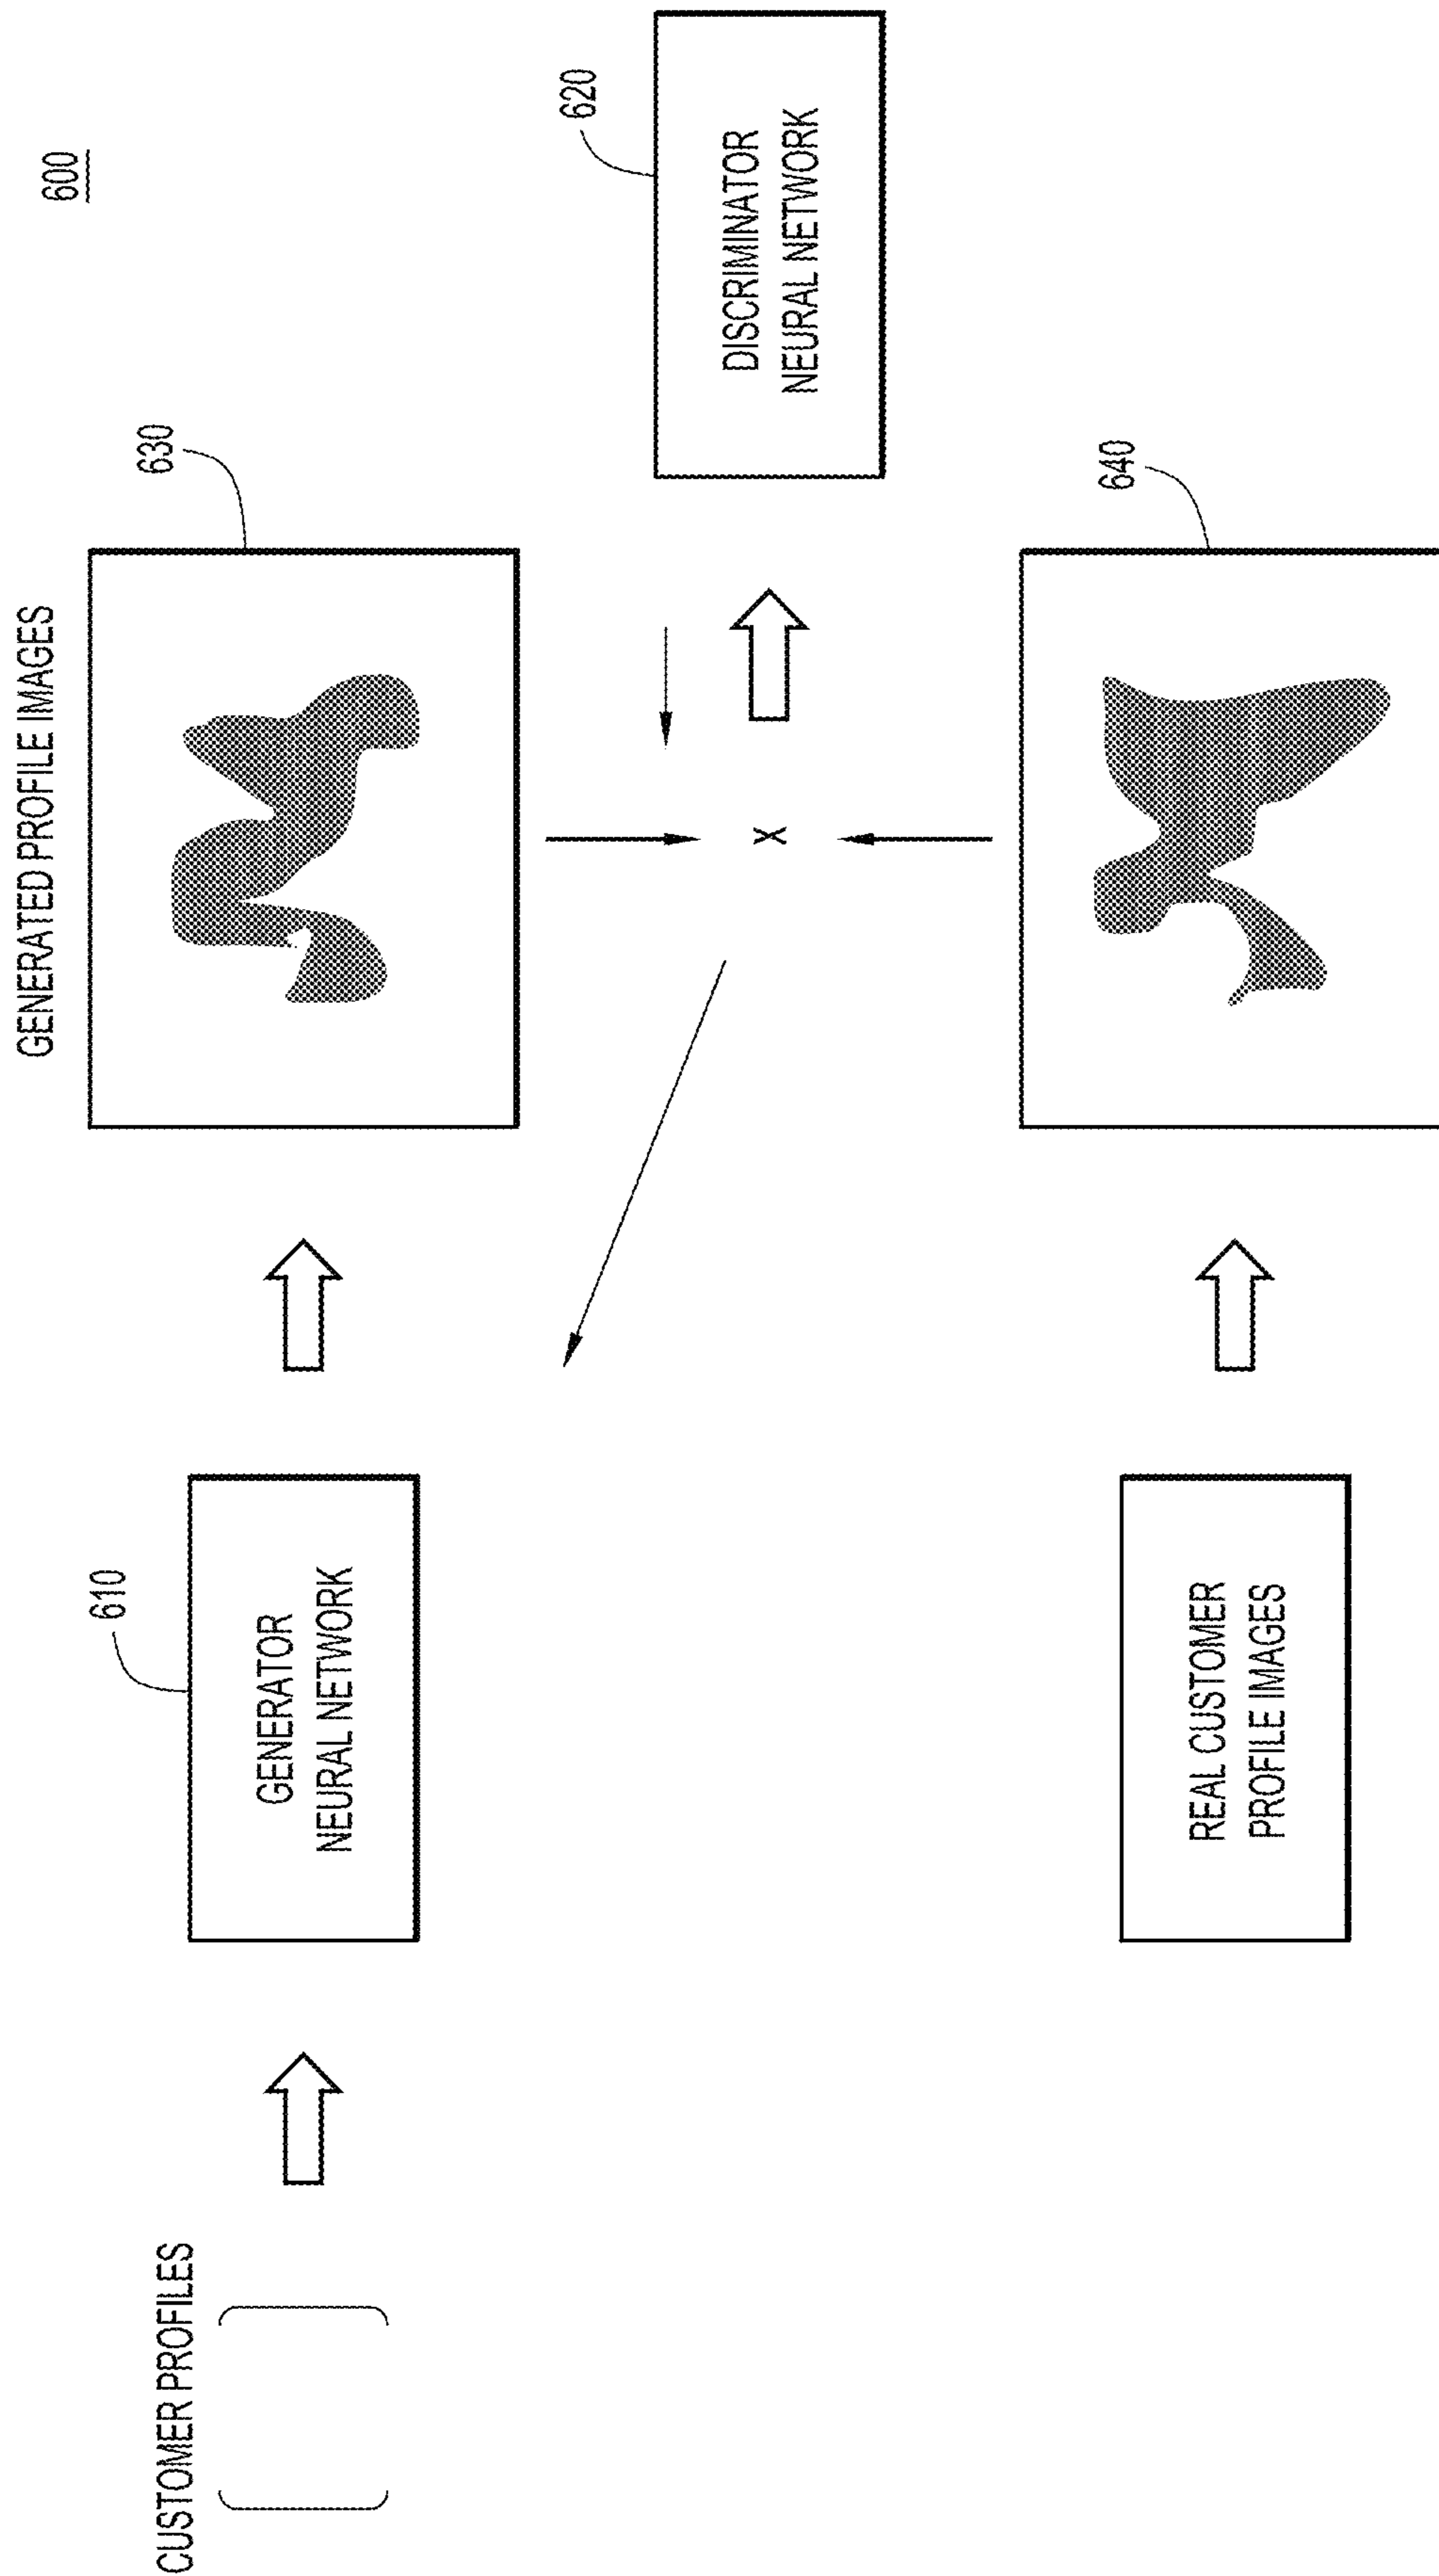 600
GENERATED PROFILE IMAGES
CUSTOMER PROFILES
610
GENERATOR
NEURAL NETWORK
630
620
DISCRIMINATOR
NEURAL NETWORK
X
REAL CUSTOMER
PROFILE IMAGES
640